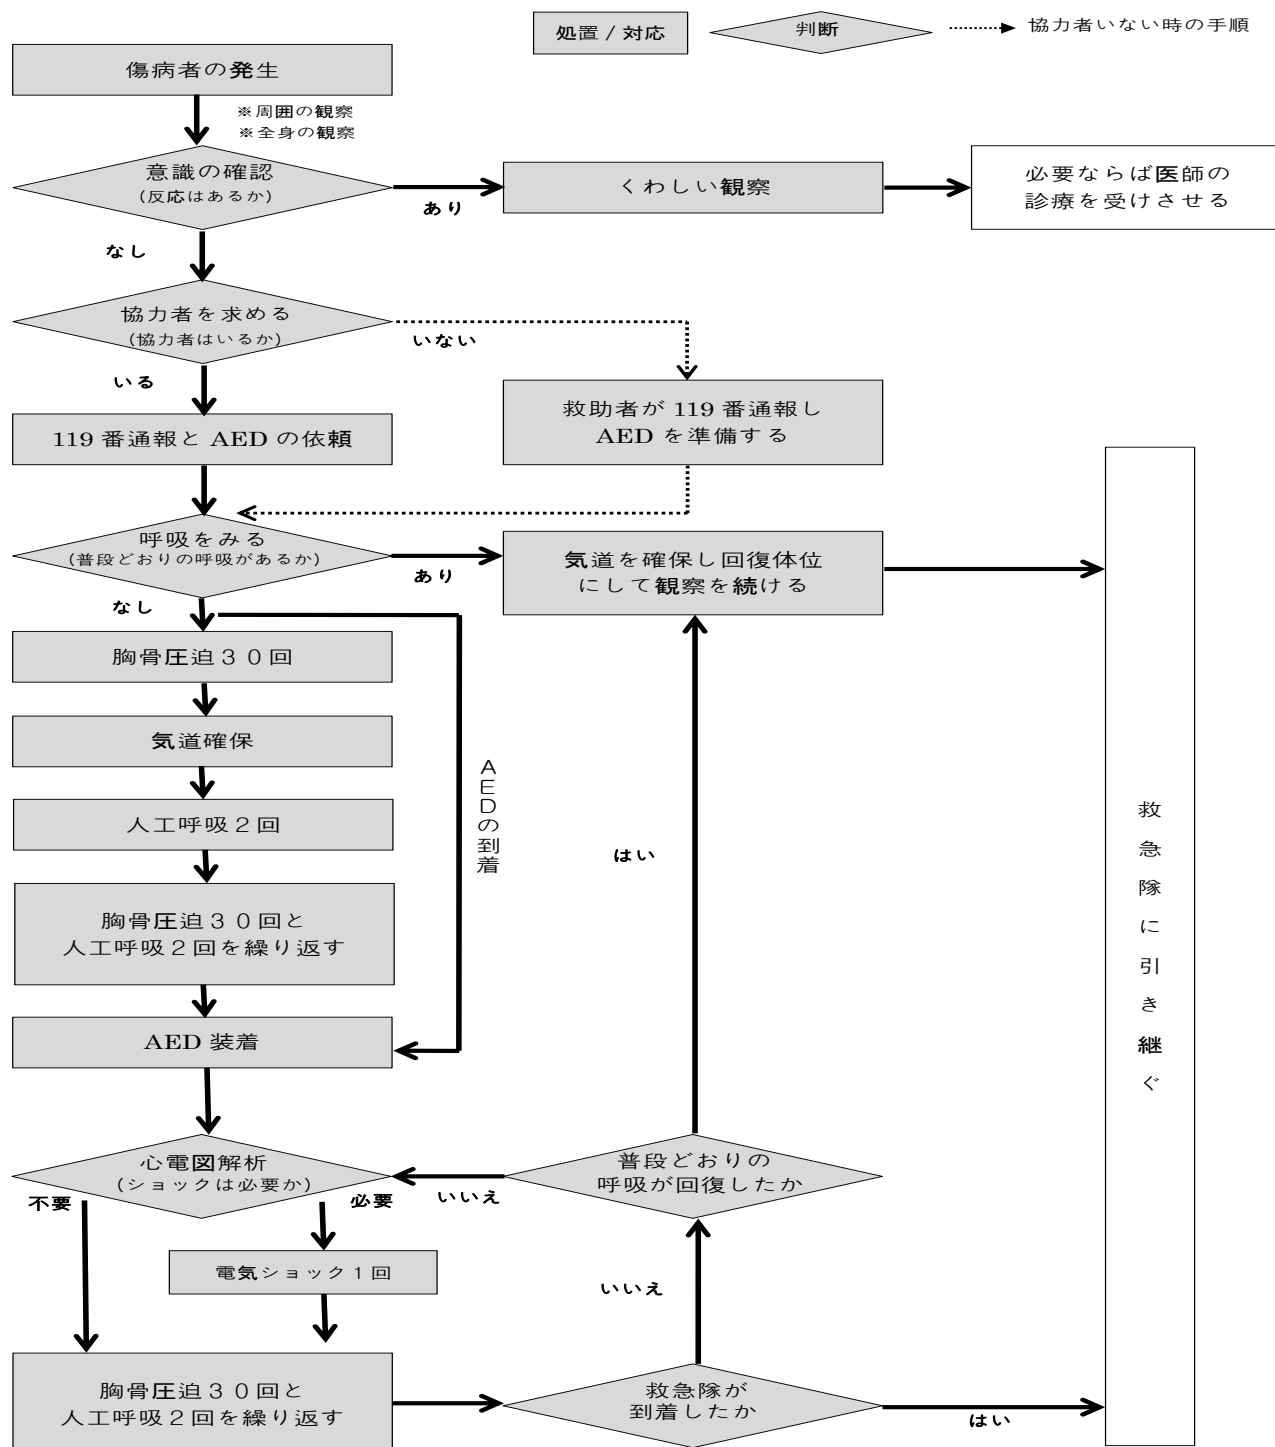 処置/対応
判断
協力者いない時の手順
傷病者の発生
※周囲の観察
※全身の観察
意識の確認
(反応はあるか)
あり
くわしい観察
必要ならば医師の
診療を受けさせる
なし
協力者を求める
(協力者はいるか)
いない
いる
救助者が 119 番通報し
AED を準備する
119 番通報と AED の依頼
呼吸をみる
(普段どおりの呼吸があるか)
あり
気道を確保し回復体位
にして観察を続ける
なし
胸骨圧迫30回
気道確保
人工呼吸2回
AEDの到着
はい
救急隊に引き継ぐ
胸骨圧迫30回と
人工呼吸2回を繰り返す
AED 装着
心電図解析
(ショックは必要か)
不要
必要
いいえ
普段どおりの
呼吸が回復したか
電気ショック1回
いいえ
胸骨圧迫30回と
人工呼吸2回を繰り返す
救急隊が
到着したか
はい